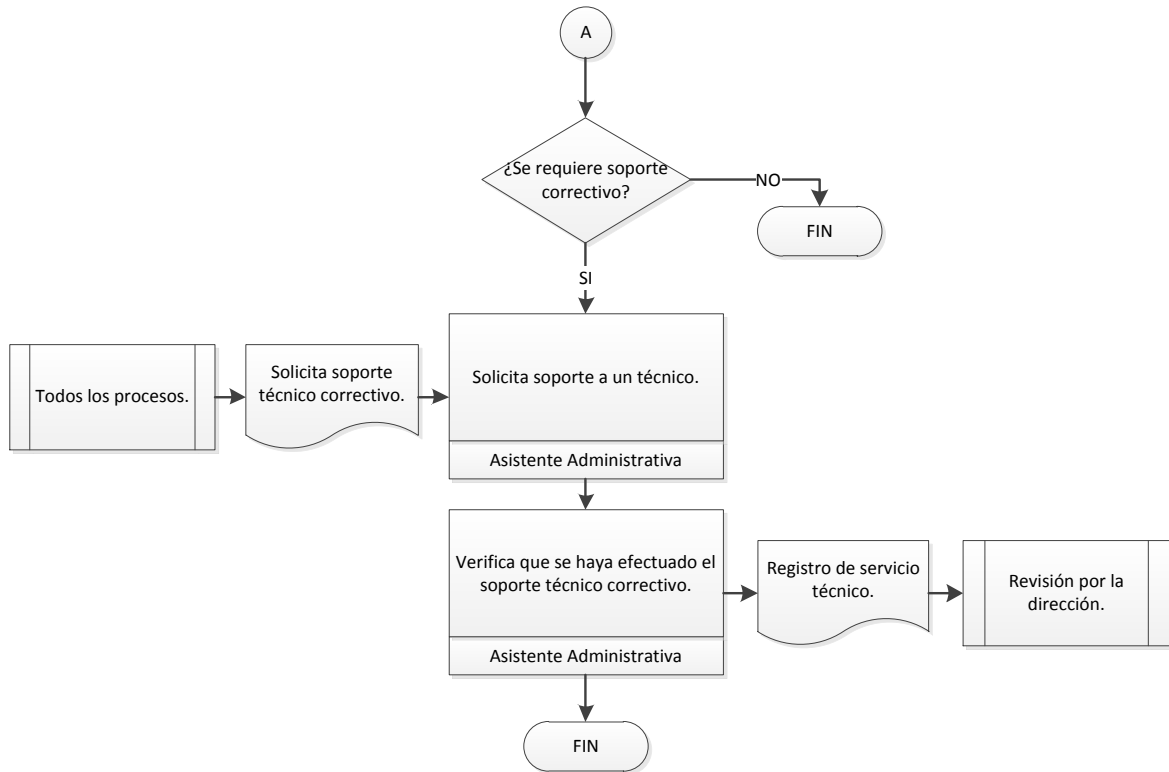 A
¿Se requiere soporte
correctivo?
NO
FIN
SI
Todos los procesos.
Solicita soporte
técnico correctivo.
Solicita soporte a un técnico.
Asistente Administrativa
Verifica que se haya efectuado el
soporte técnico correctivo.
Asistente Administrativa
Registro de servicio
técnico.
Revisión por la
dirección.
FIN